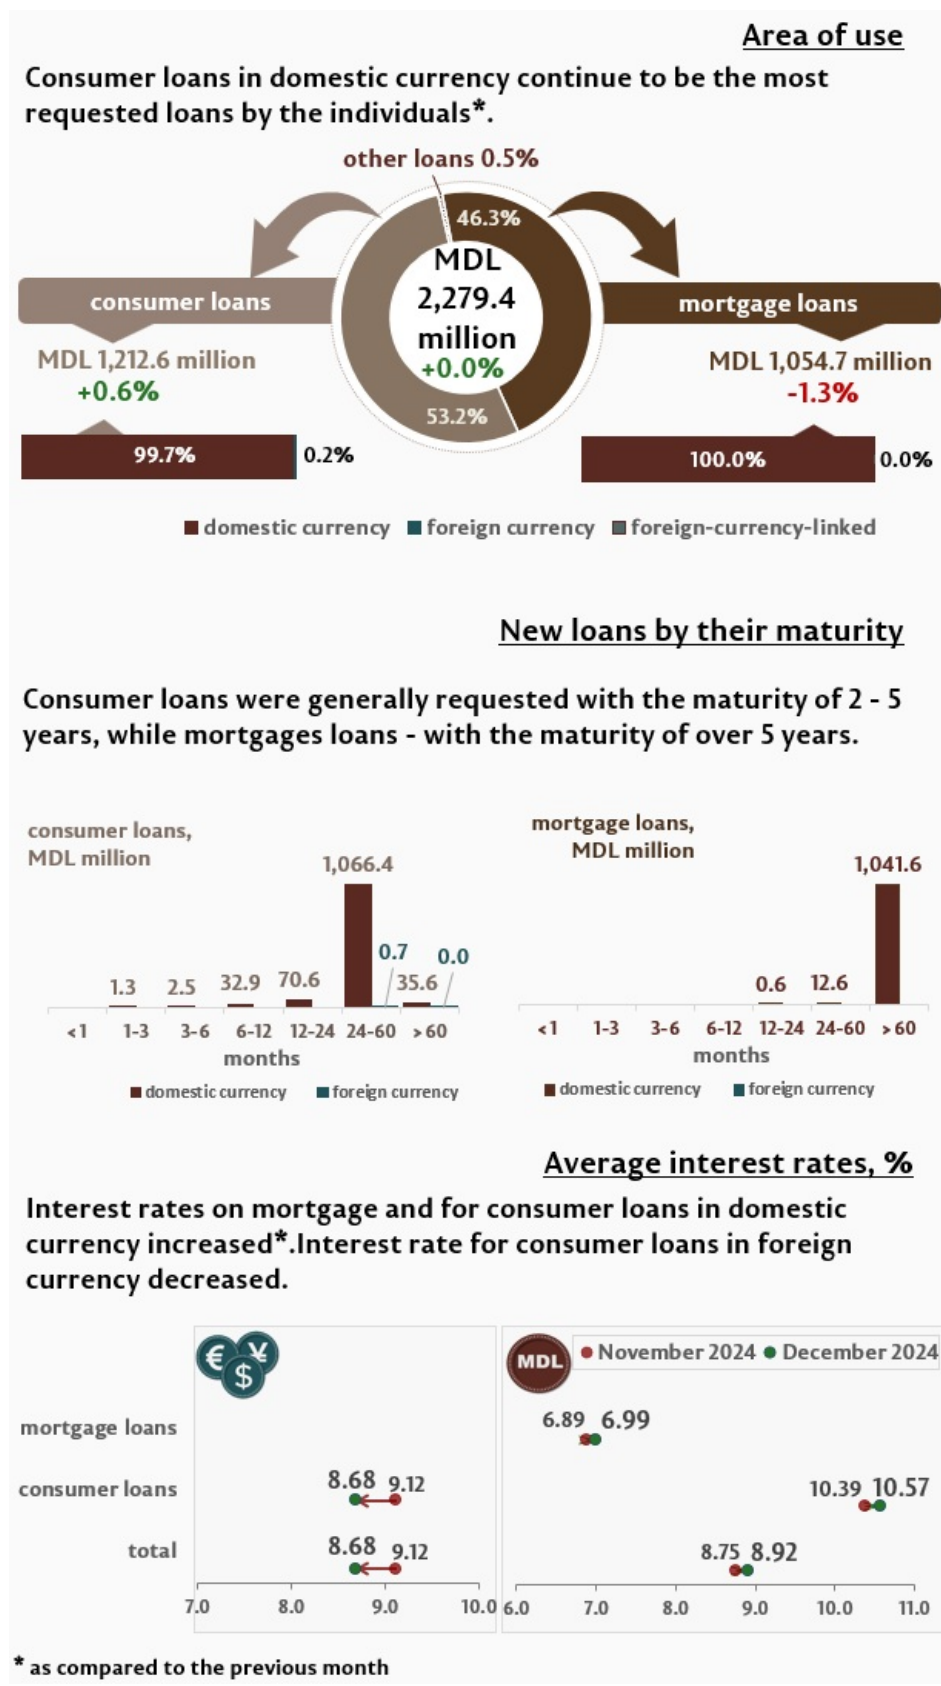 Area of use
Consumer loans in domestic currency continue to be the most
requested loans by the individuals*.
other loans 0.5%
46.3%
MDL
2,279.4
million
+0.0%
53.2%
consumer loans
MDL 1,212.6 million
+0.6%
99.7%
0.2%
mortgage loans
MDL 1,054.7 million
-1.3%
100.0%
0.0%
domestic currency foreign currency foreign-currency-linked
New loans by their maturity
Consumer loans were generally requested with the maturity of 2 - 5
years, while mortgages loans - with the maturity of over 5 years.
consumer loans,
MDL million
1.3 2.5 32.9 70.6 1,066.4 0.7 35.6 0.0
<1 1-3 3-6 6-12 12-24 24-60 >60
months
domestic currency foreign currency
mortgage loans,
MDL million
0.6 12.6 1,041.6
<1 1-3 3-6 6-12 12-24 24-60 >60
months
domestic currency foreign currency
Average interest rates, %
Interest rates on mortgage and for consumer loans in domestic
currency increased*.Interest rate for consumer loans in foreign
currency decreased.
€ ¥
$
MDL
November 2024 December 2024
mortgage loans
6.89 6.99
consumer loans
8.68 9.12
10.39 10.57
total
8.68 9.12
8.75 8.92
7.0 8.0 9.0 10.0
6.0 7.0 8.0 9.0 10.0 11.0
* as compared to the previous month